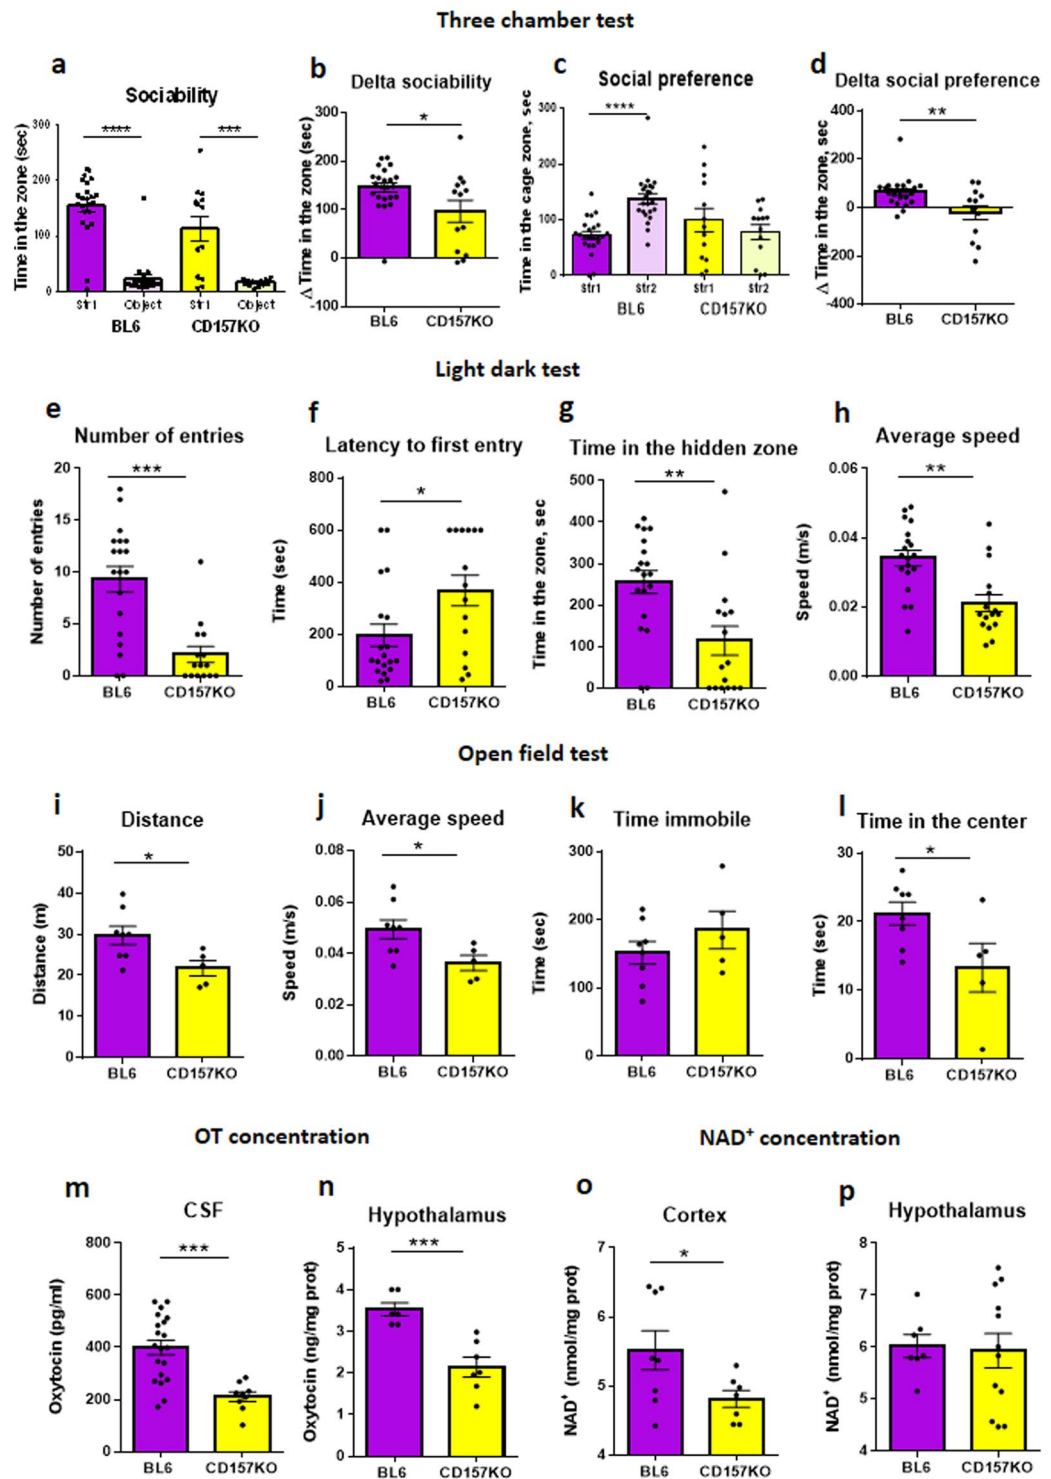 Three chamber test
a
b
c
d
Sociability
Delta sociability
Social preference
Delta social preference
Time in the zone (sec)
300
200
100
0
****
***
Str1
Object
Str1
Object
BL6
CD157KO
Δ Time in the zone (sec)
300
200
100
0
-100
*
BL6
CD157KO
Time in the cage zone, sec
300
200
100
0
****
Str1
str2
str1
Str2
BL6
CD157KO
Δ Time in the zone, sec
400
200
0
-200
-400
**
BL6
CD157KO
Light dark test
e
f
g
h
Number of entries
Latency to first entry
Time in the hidden zone
Average speed
Number of entries
20
15
10
5
0
***
BL6
CD157KO
Time (sec)
800
600
400
200
0
*
BL6
CD157KO
Time in the zone, sec
500
400
300
200
100
0
**
BL6
CD157KO
Speed (m/s)
0.06
0.04
0.02
0.00
**
BL6
CD157KO
Open field test
i
j
k
l
Distance
Average speed
Time immobile
Time in the center
Distance (m)
50
40
30
20
10
0
*
BL6
CD157KO
Speed (m/s)
0.08
0.06
0.04
0.02
0.00
*
BL6
CD157KO
Time (sec)
300
200
100
0
BL6
CD157KO
Time (sec)
30
20
10
0
*
BL6
CD157KO
OT concentration
NAD⁺ concentration
m
n
o
p
CSF
Hypothalamus
Cortex
Hypothalamus
Oxytocin (pg/ml)
800
600
400
200
0
***
BL6
CD157KO
Oxytocin (ng/mg prot)
5
4
3
2
1
0
***
BL6
CD157KO
NAD⁺ (nmol/mg prot)
7
6
5
4
*
BL6
CD157KO
NAD⁺ (nmol/mg prot)
8
7
6
5
4
BL6
CD157KO